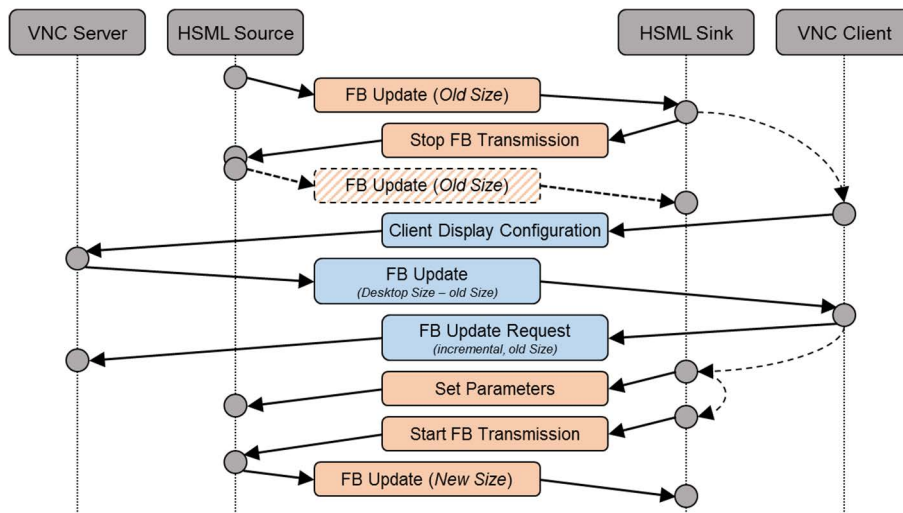 VNC Server
HSML Source
HSML Sink
VNC Client
FB Update (Old Size)
Stop FB Transmission
FB Update (Old Size)
Client Display Configuration
FB Update
(Desktop Size – old Size)
FB Update Request
(incremental, old Size)
Set Parameters
Start FB Transmission
FB Update (New Size)